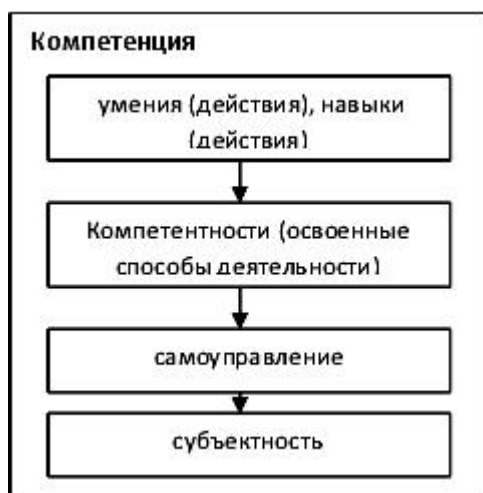 Компетенция
умения (действия), навыки
(действия)
Компетентности (освоенные
способы деятельности)
самоуправление
субъектность